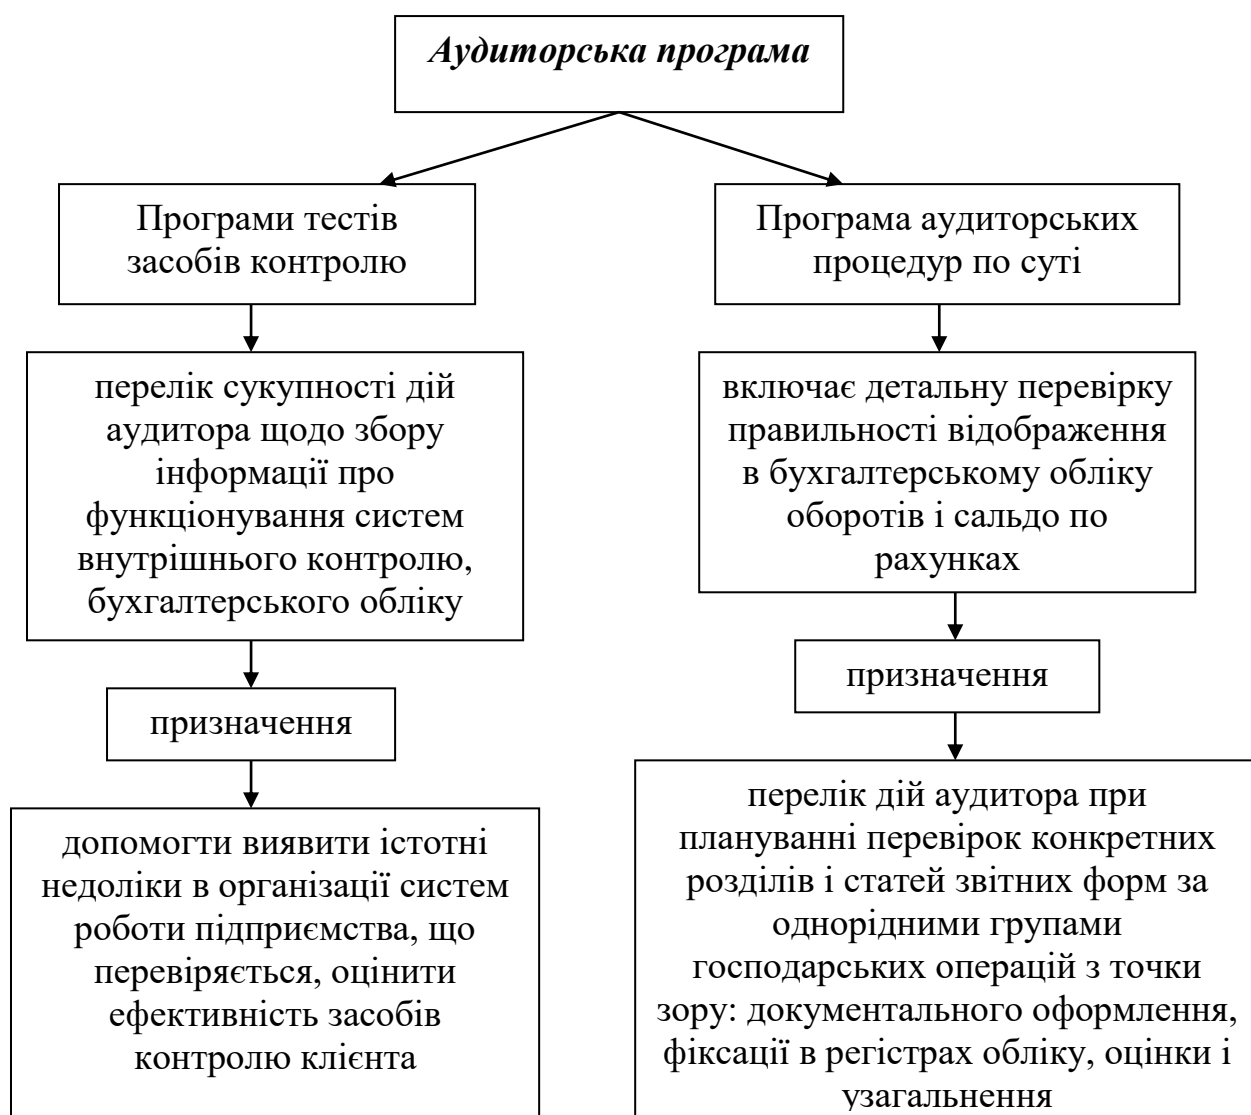 Аудиторська програма
Програми тестів
засобів контролю
перелік сукупності дій
аудитора щодо збору
інформації про
функціонування систем
внутрішнього контролю,
бухгалтерського обліку
призначення
допомогти виявити істотні
недоліки в організації систем
роботи підприємства, що
перевіряється, оцінити
ефективність засобів
контролю клієнта
Програма аудиторських
процедур по суті
включає детальну перевірку
правильності відображення
в бухгалтерському обліку
оборотів і сальдо по
рахунках
призначення
перелік дій аудитора при
плануванні перевірок конкретних
розділів і статей звітних форм за
однорідними групами
господарських операцій з точки
зору: документального оформлення,
фіксації в регістрах обліку, оцінки і
узагальнення